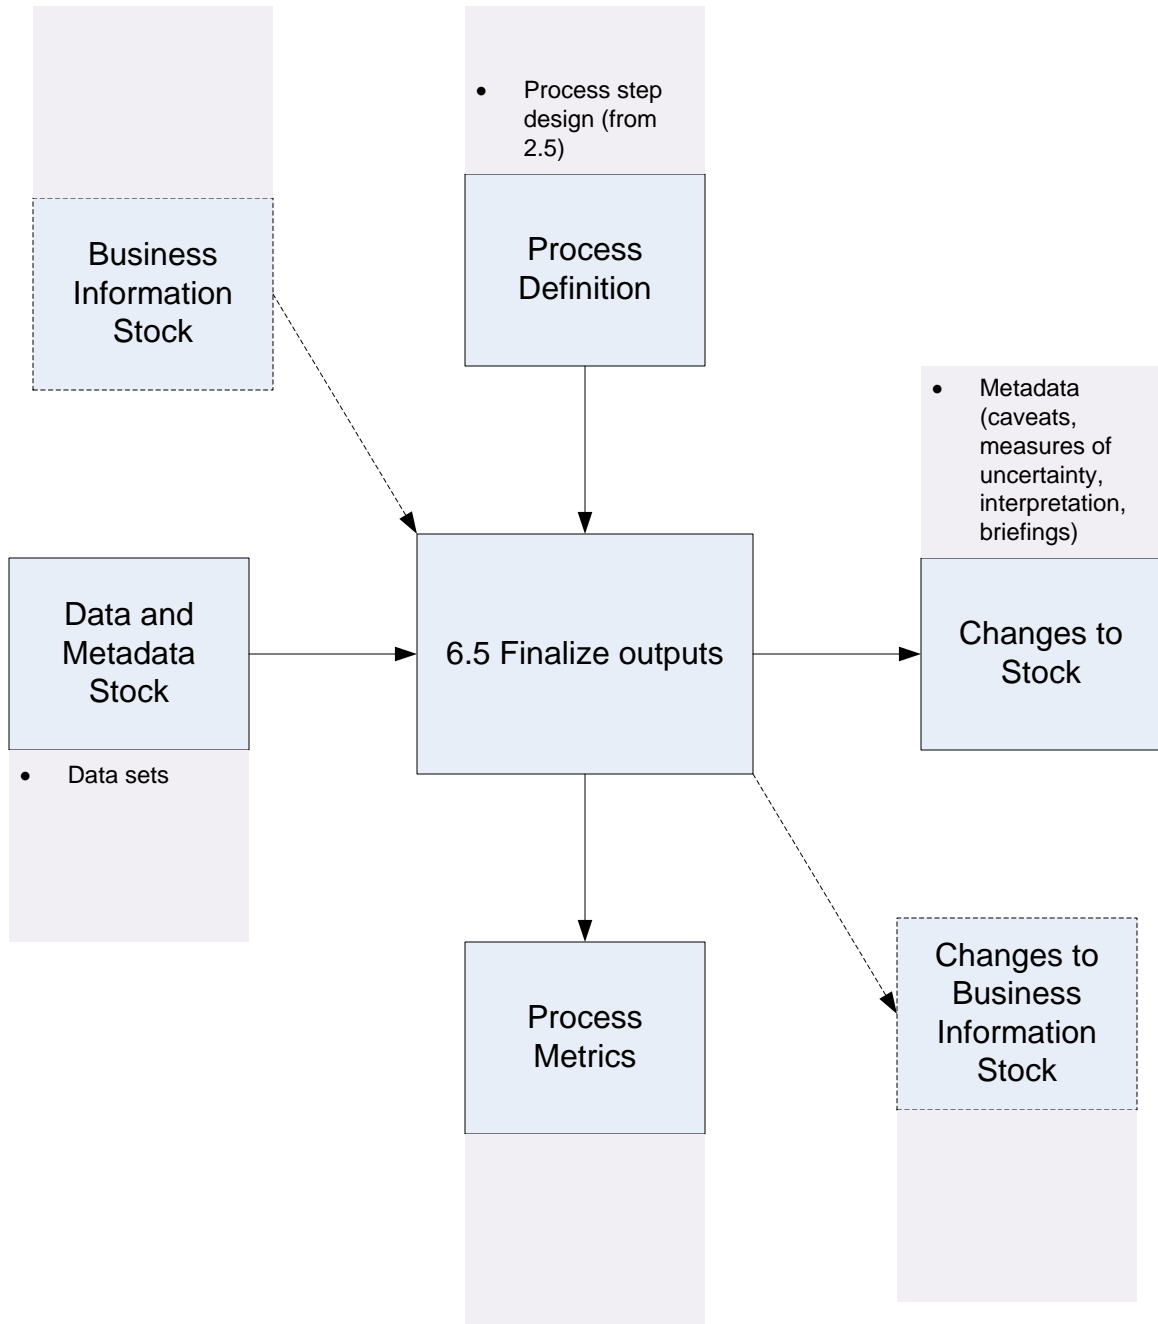 • Process step
design (from
2.5)
Business
Information
Stock
Process
Definition
• Metadata
(caveats,
measures of
uncertainty,
interpretation,
briefings)
Data and
Metadata
Stock
6.5 Finalize outputs
Changes to
Stock
• Data sets
Process
Metrics
Changes to
Business
Information
Stock